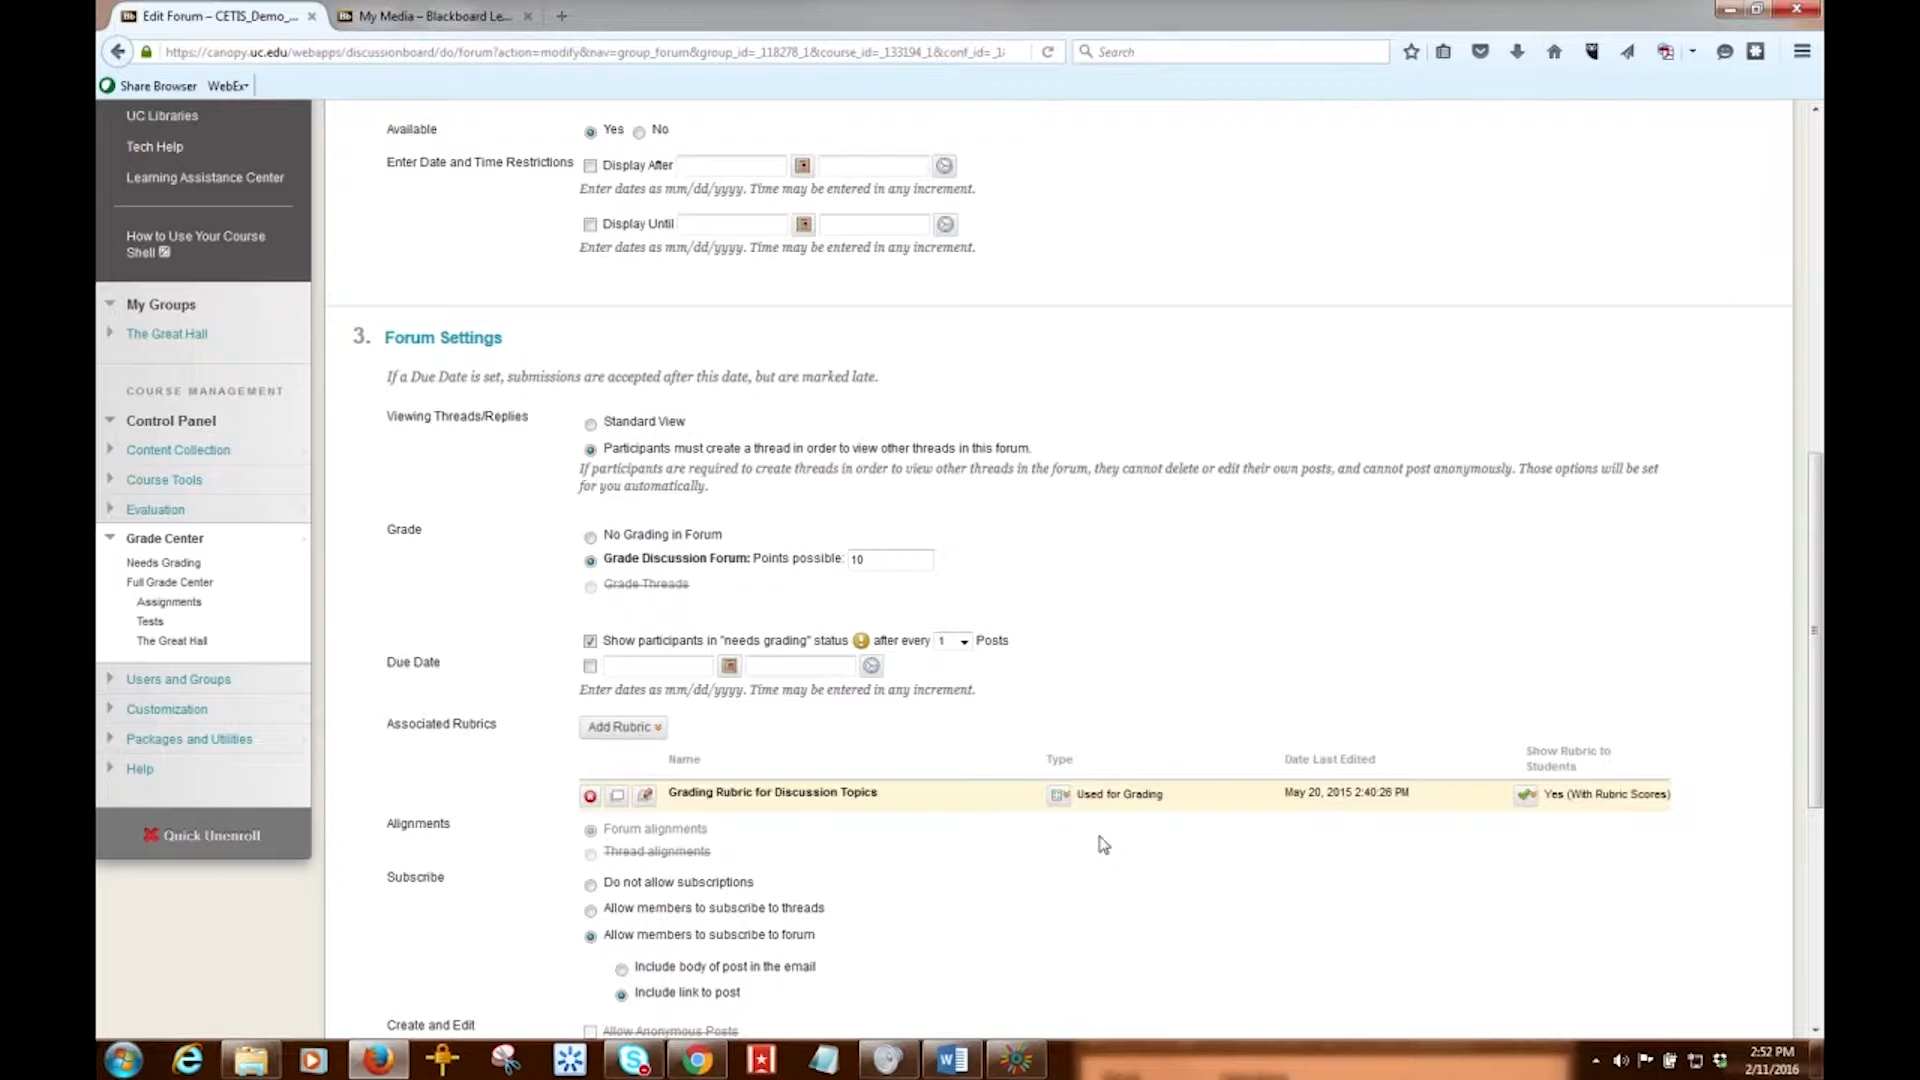 Edit Forum – CETIS_Demo_...
My Media – Blackboard Le...
https://canopy.uc.edu/webapps/discussionboard/do/forum?action=modify&nav=group_forum&group_id=_118278_1&course_id=_133194_1&conf_id=_1
Search
Share Browser WebEx
UC Libraries
Tech Help
Learning Assistance Center
How to Use Your Course
Shell
My Groups
The Great Hall
COURSE MANAGEMENT
Control Panel
Content Collection
Course Tools
Evaluation
Grade Center
Needs Grading
Full Grade Center
Assignments
Tests
The Great Hall
Users and Groups
Customization
Packages and Utilities
Help
Quick Unenroll
Available Yes No
Enter Date and Time Restrictions Display After
Enter dates as mm/dd/yyyy. Time may be entered in any increment.
Display Until
Enter dates as mm/dd/yyyy. Time may be entered in any increment.
3. Forum Settings
If a Due Date is set, submissions are accepted after this date, but are marked late.
Viewing Threads/Replies Standard View
Participants must create a thread in order to view other threads in this forum.
If participants are required to create threads in order to view other threads in the forum, they cannot delete or edit their own posts, and cannot post anonymously. Those options will be set
for you automatically.
Grade No Grading in Forum
Grade Discussion Forum: Points possible: 10
Grade Threads
Show participants in "needs grading" status after every 1 Posts
Due Date
Enter dates as mm/dd/yyyy. Time may be entered in any increment.
Associated Rubrics Add Rubric
Name Type Date Last Edited Show Rubric to
Students
Grading Rubric for Discussion Topics Used for Grading May 20, 2015 2:40:26 PM Yes (With Rubric Scores)
Alignments Forum alignments
Thread alignments
Subscribe Do not allow subscriptions
Allow members to subscribe to threads
Allow members to subscribe to forum
Include body of post in the email
Include link to post
Create and Edit Allow Anonymous Posts
2:52 PM
2/11/2016